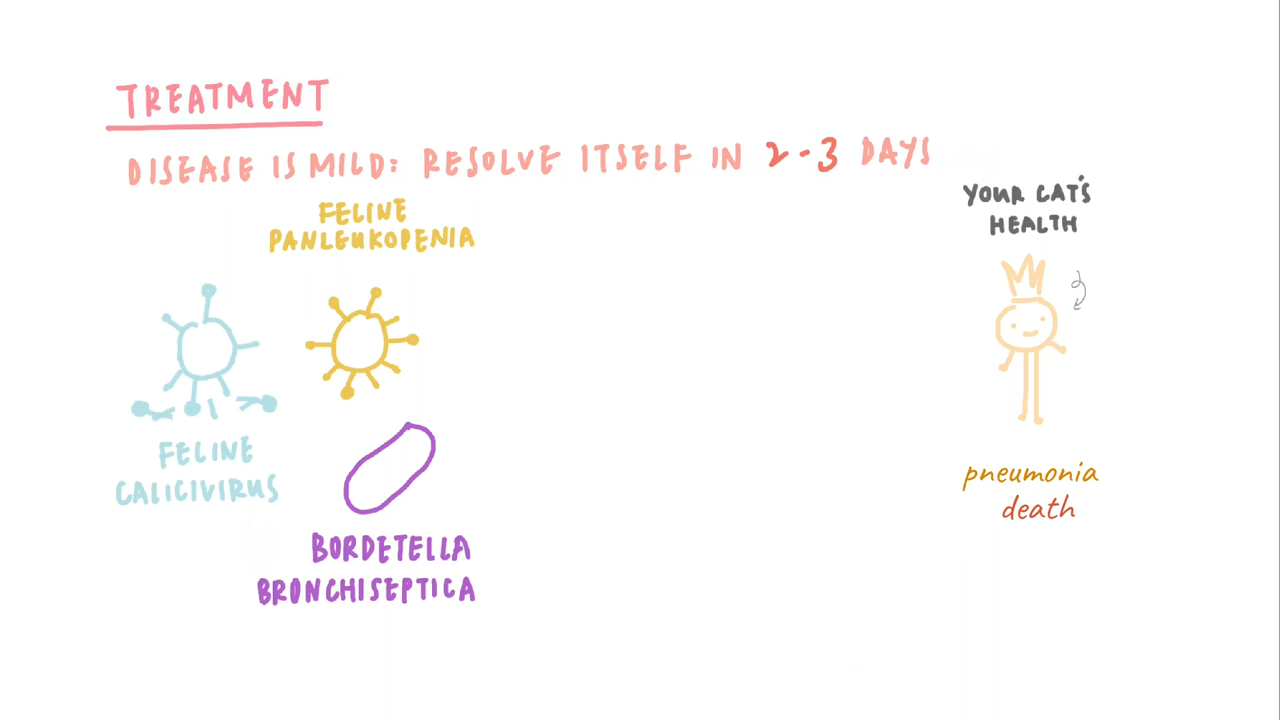 TREATMENT
DISEASE IS MILD: RESOLVE ITSELF IN 2-3 DAYS
FELINE
PANLEUKOPENIA
FELINE
CALICIVIRUS
BORDETELLA
BRONCHISEPTICA
YOUR CAT'S
HEALTH
pneumonia
death